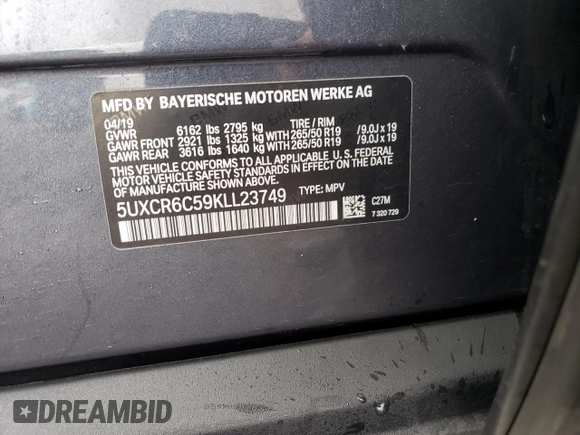 MFD BY BAYERISCHE MOTOREN WERKE AG
04/19
GVWR 6162 lbs 2795 kg TIRE / RIM
GAWR FRONT 2921 lbs 1325 kg WITH 265/50 R19 /9.0J x 19
GAWR REAR 3616 lbs 1640 kg WITH 265/50 R19 /9.0J x 19
THIS VEHICLE CONFORMS TO ALL APPLICABLE U.S. FEDERAL
MOTOR VEHICLE SAFETY STANDARDS IN EFFECT ON THE DATE
OF MANUFACTURE SHOWN ABOVE.
5UXCR6C59KLL23749 TYPE: MPV
C27M
7 320 729
DREAMBID